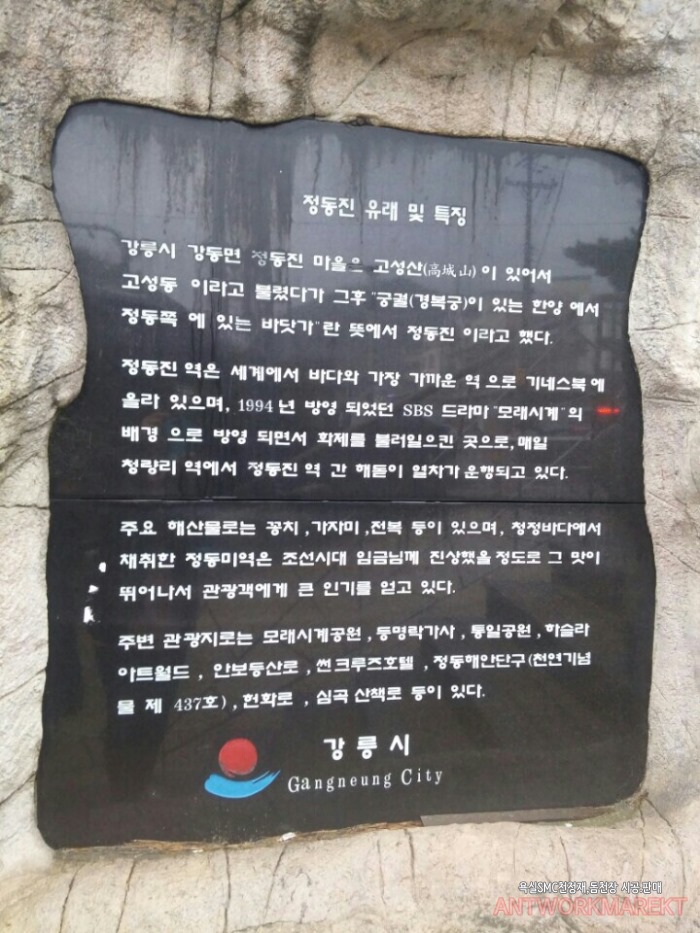 정동진 유래 및 특징
강릉시 강동면 정동진 마을은 고성산(高城山) 이 있어서
고성동 이라고 불렸다가 그후 "궁궐(경복궁)이 있는 한양 에서
정동쪽 에 있는 바닷가" 란 뜻에서 정동진 이라고 했다.
정동진 역은 세계에서 바다와 가장 가까운 역 으로 기네스북 에
올라 있으며, 1994 년 방영 되었던 SBS 드라마 "모래시계" 의
배경 으로 방영 되면서 화제를 불러일으킨 곳으로, 매일
청량리 역에서 정동진 역 간 해돋이 열차가 운행되고 있다.
주요 해산물로는 꽁치 ,가자미 ,전복 등이 있으며, 청정바다에서
채취한 정동미역은 조선시대 임금님께 진상했을 정도로 그 맛이
뛰어나서 관광객에게 큰 인기를 얻고 있다.
주변 관광지로는 모래시계공원 , 등명락가사 , 통일공원 , 하슬라
아트월드 , 안보등산로 , 썬크루즈호텔 , 정동해안단구(천연기념
물 제 437호) , 헌화로 , 심곡 산책로 등이 있다.
강릉시
Gangneung City
욕실SMC천정재,돔천장 시공,판매
ANTWORKMAREKT